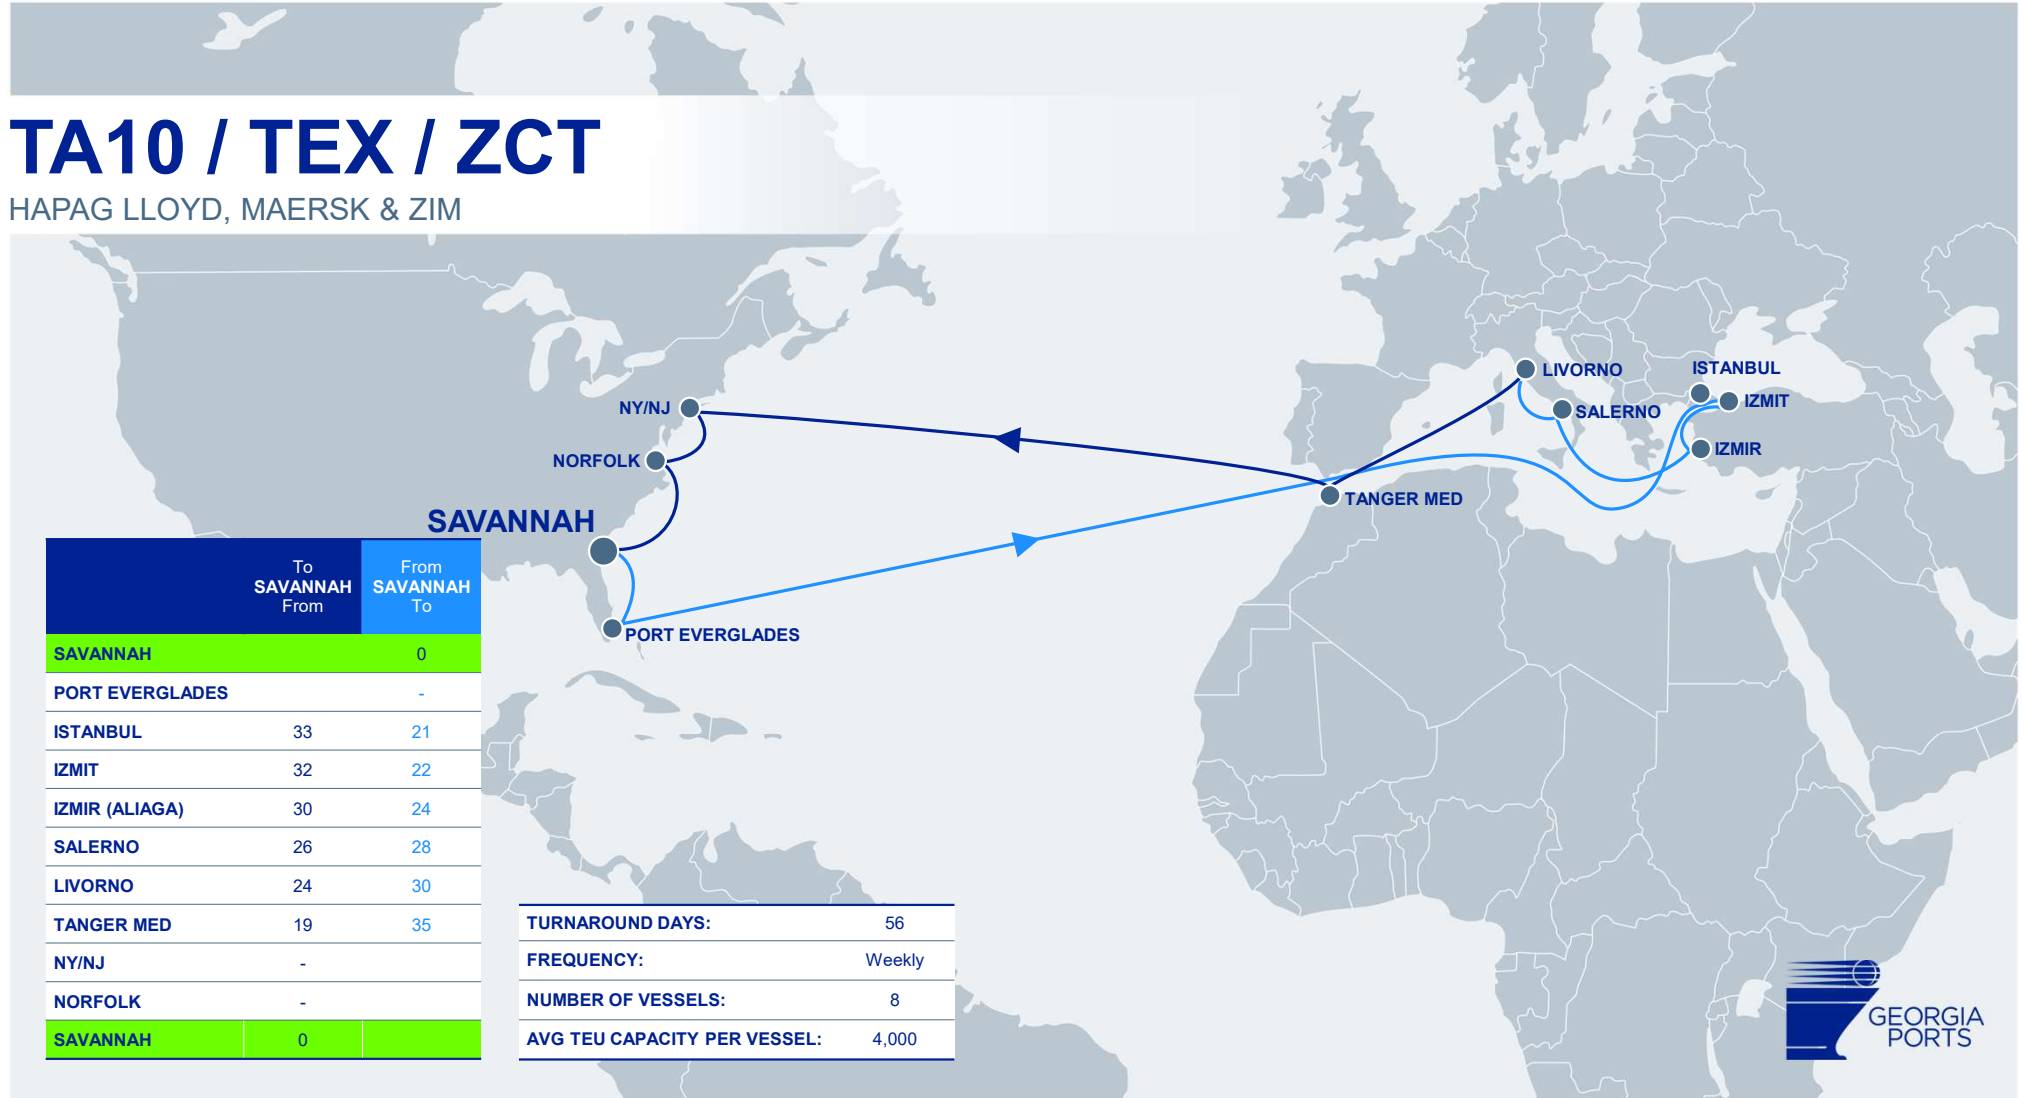 TA10 / TEX / ZCT
HAPAG LLOYD, MAERSK & ZIM
LIVORNO
ISTANBUL
SALERNO
IZMIT
NY/NJ
IZMIR
NORFOLK
TANGER MED
SAVANNAH
PORT EVERGLADES
To SAVANNAH From
From SAVANNAH To
SAVANNAH 0
PORT EVERGLADES -
ISTANBUL 33 21
IZMIT 32 22
IZMIR (ALIAGA) 30 24
SALERNO 26 28
LIVORNO 24 30
TANGER MED 19 35
NY/NJ -
NORFOLK -
SAVANNAH 0
TURNAROUND DAYS: 56
FREQUENCY: Weekly
NUMBER OF VESSELS: 8
AVG TEU CAPACITY PER VESSEL: 4,000
GEORGIA
PORTS